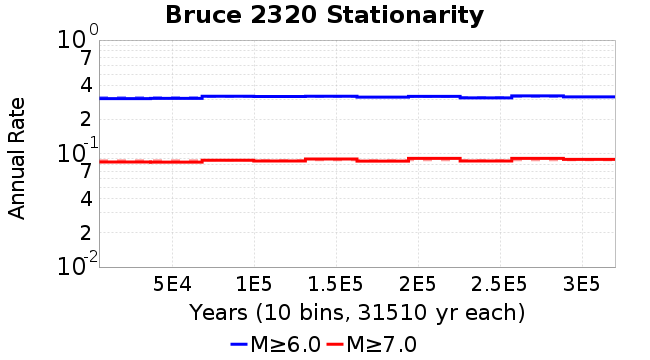 Bruce 2320 Stationarity
10^0
7
4
2
10^-1
7
4
2
10^-2
Annual Rate
5E4 1E5 1.5E5 2E5 2.5E5 3E5
Years (10 bins, 31510 yr each)
M≥6.0 M≥7.0